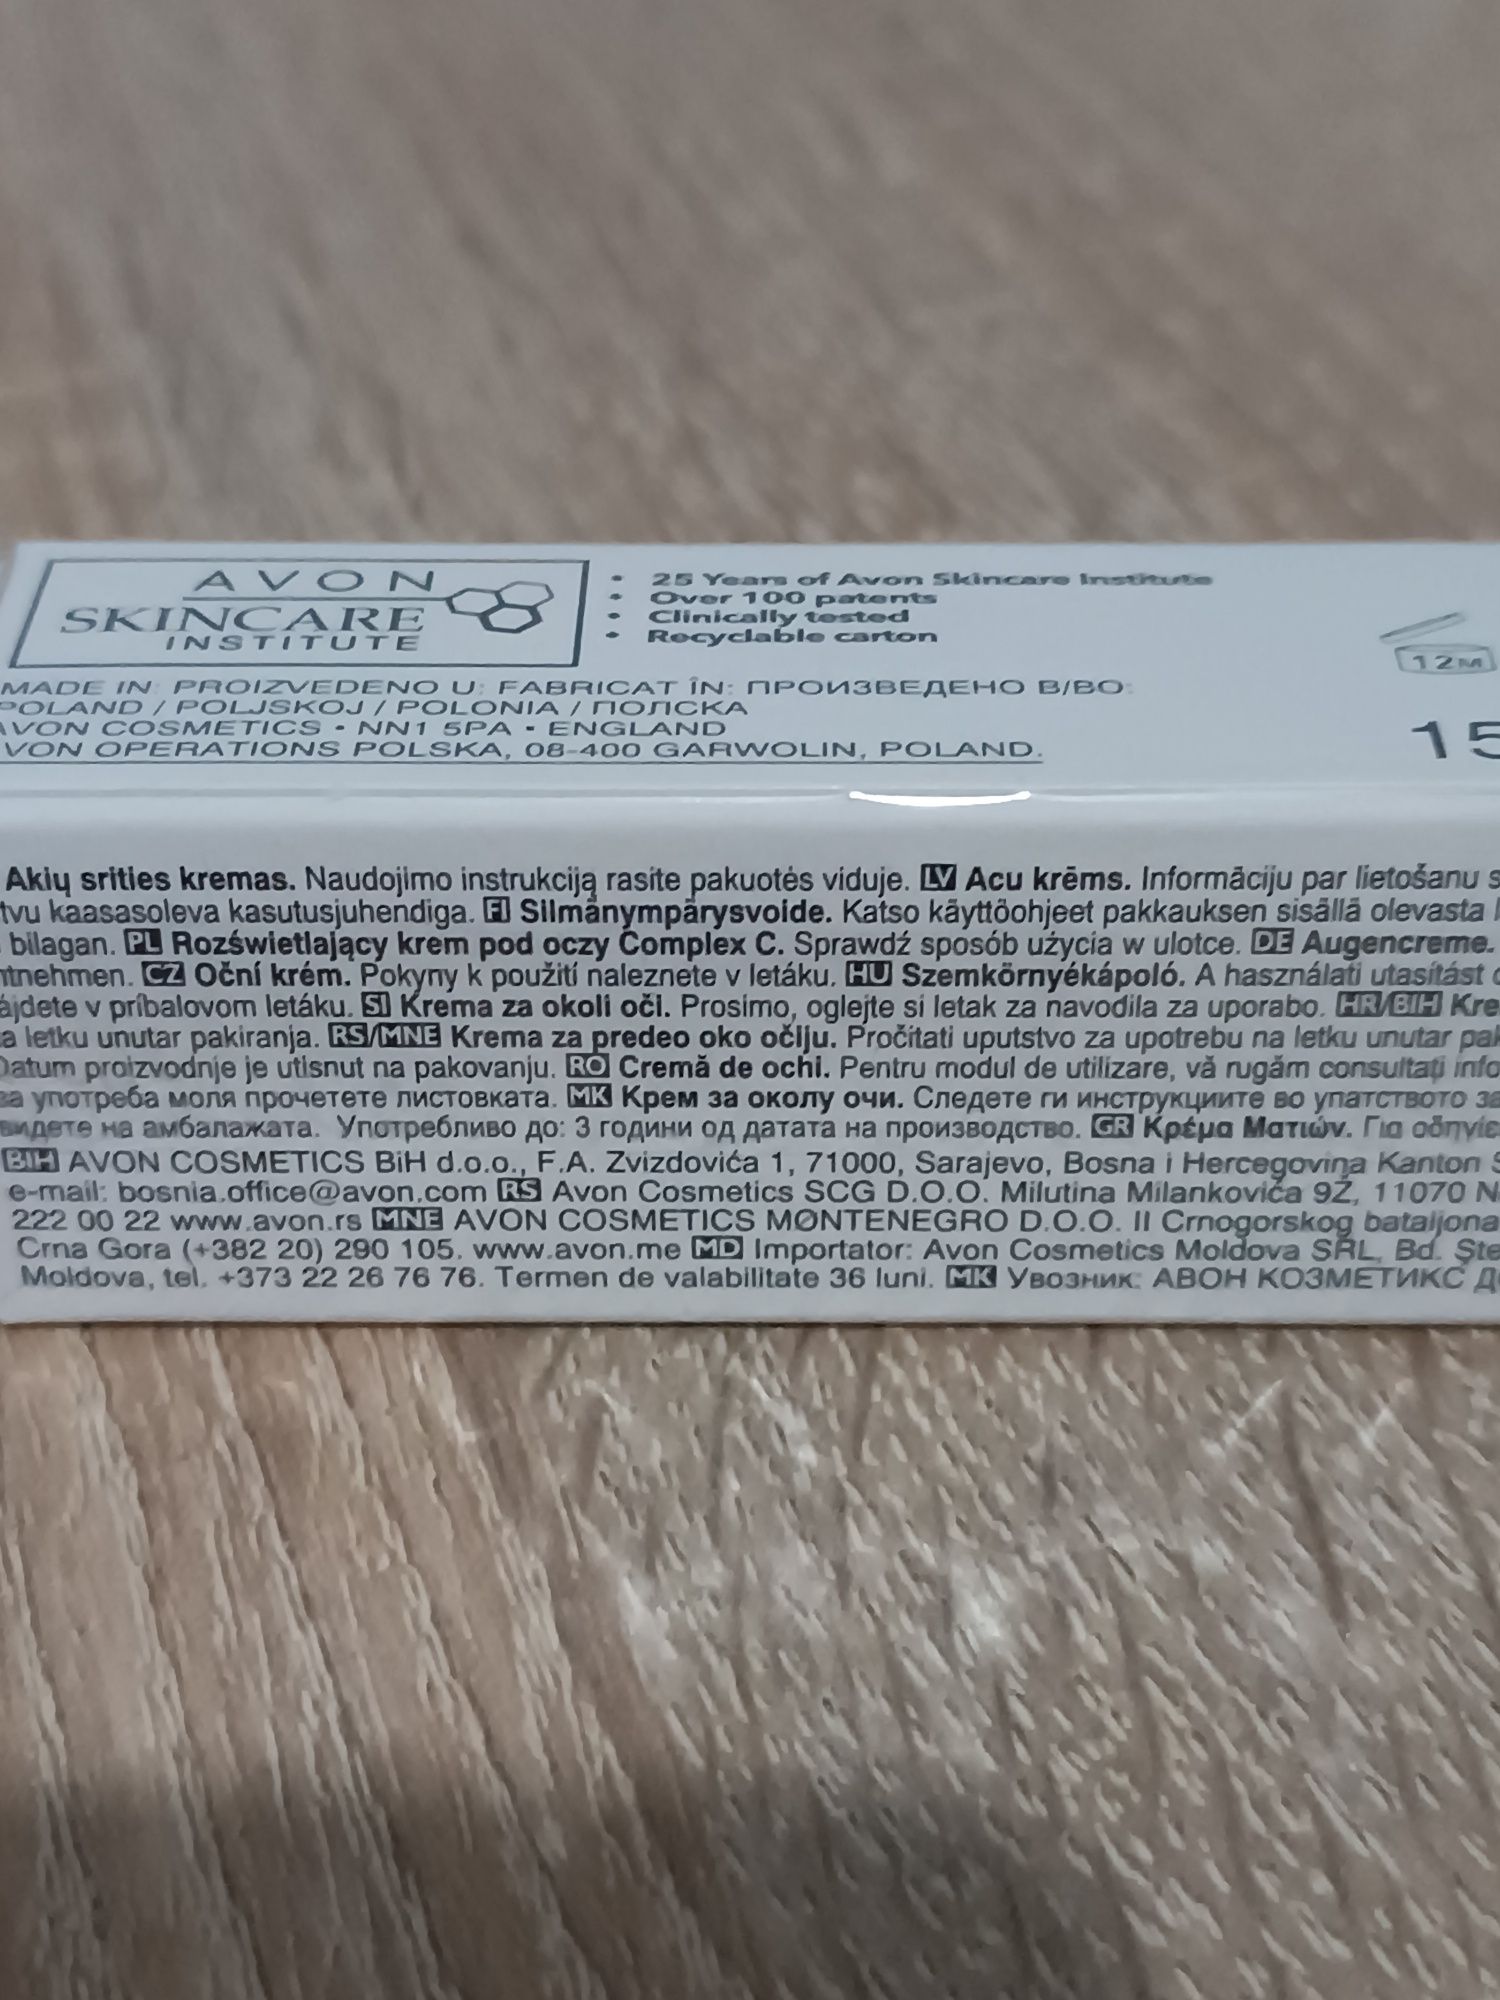 AVON
SKINCARE
INSTITUTE
• 25 Years of Avon Skincare Institute
• Over 100 patents
• Clinically tested
• Recyclable carton
12M
MADE IN: PROIZVEDENO U: FABRICAT ÎN: ПРОИЗВЕДЕНО В/ВО:
POLAND / POLJSKOJ / POLONIA / ПОЛСКА
AVON COSMETICS • NN1 5PA • ENGLAND
VON OPERATIONS POLSKA, 08-400 GARWOLIN, POLAND.
15
Akių srities kremas. Naudojimo instrukciją rasite pakuotės viduje. LV Acu krēms. Informāciju par lietošanu
tvu kaasasoleva kasutusjuhendiga. FI Silmänympärysvoide. Katso käyttöohjeet pakkauksen sisällä olevasta
bilagan. PL Rozświetlający krem pod oczy Complex C. Sprawdź sposób użycia w ulotce. DE Augencreme.
ntnehmen. CZ Oční krém. Pokyny k použití naleznete v letáku. HU Szemkörnyékápoló. A használati utasítást
ájdete v príbalovom letáku. SI Krema za okoli oči. Prosimo, oglejte si letak za navodila za uporabo. HR/BIH Kre
a letku unutar pakiranja. RS/MNE Krema za predeo oko očiju. Pročitati uputstvo za upotrebu na letku unutar pak
Datum proizvodnje je utisnut na pakovanju. RO Cremă de ochi. Pentru modul de utilizare, vă rugăm consultați info
за употреба моля прочетете листовката. MK Крем за околу очи. Следете ги инструкциите во упатството за
видете на амбалажата. Употребливо до: 3 години од датата на производство. GR Κρέμα Ματιών. Για οδηγίε
BIH AVON COSMETICS BiH d.o.o., F.A. Zvizdovića 1, 71000, Sarajevo, Bosna i Hercegovina Kanton S
e-mail: bosnia.office@avon.com RS Avon Cosmetics SCG D.O.O. Milutina Milankovića 9Ž, 11070 N
222 00 22 www.avon.rs MNE AVON COSMETICS MONTENEGRO D.O.O. II Crnogorskog bataljona
Crna Gora (+382 20) 290 105. www.avon.me MD Importator: Avon Cosmetics Moldova SRL, Bd. Ște
Moldova, tel. +373 22 26 76 76. Termen de valabilitate 36 luni. MK Увозник: АВОН КОЗМЕТИКС Д